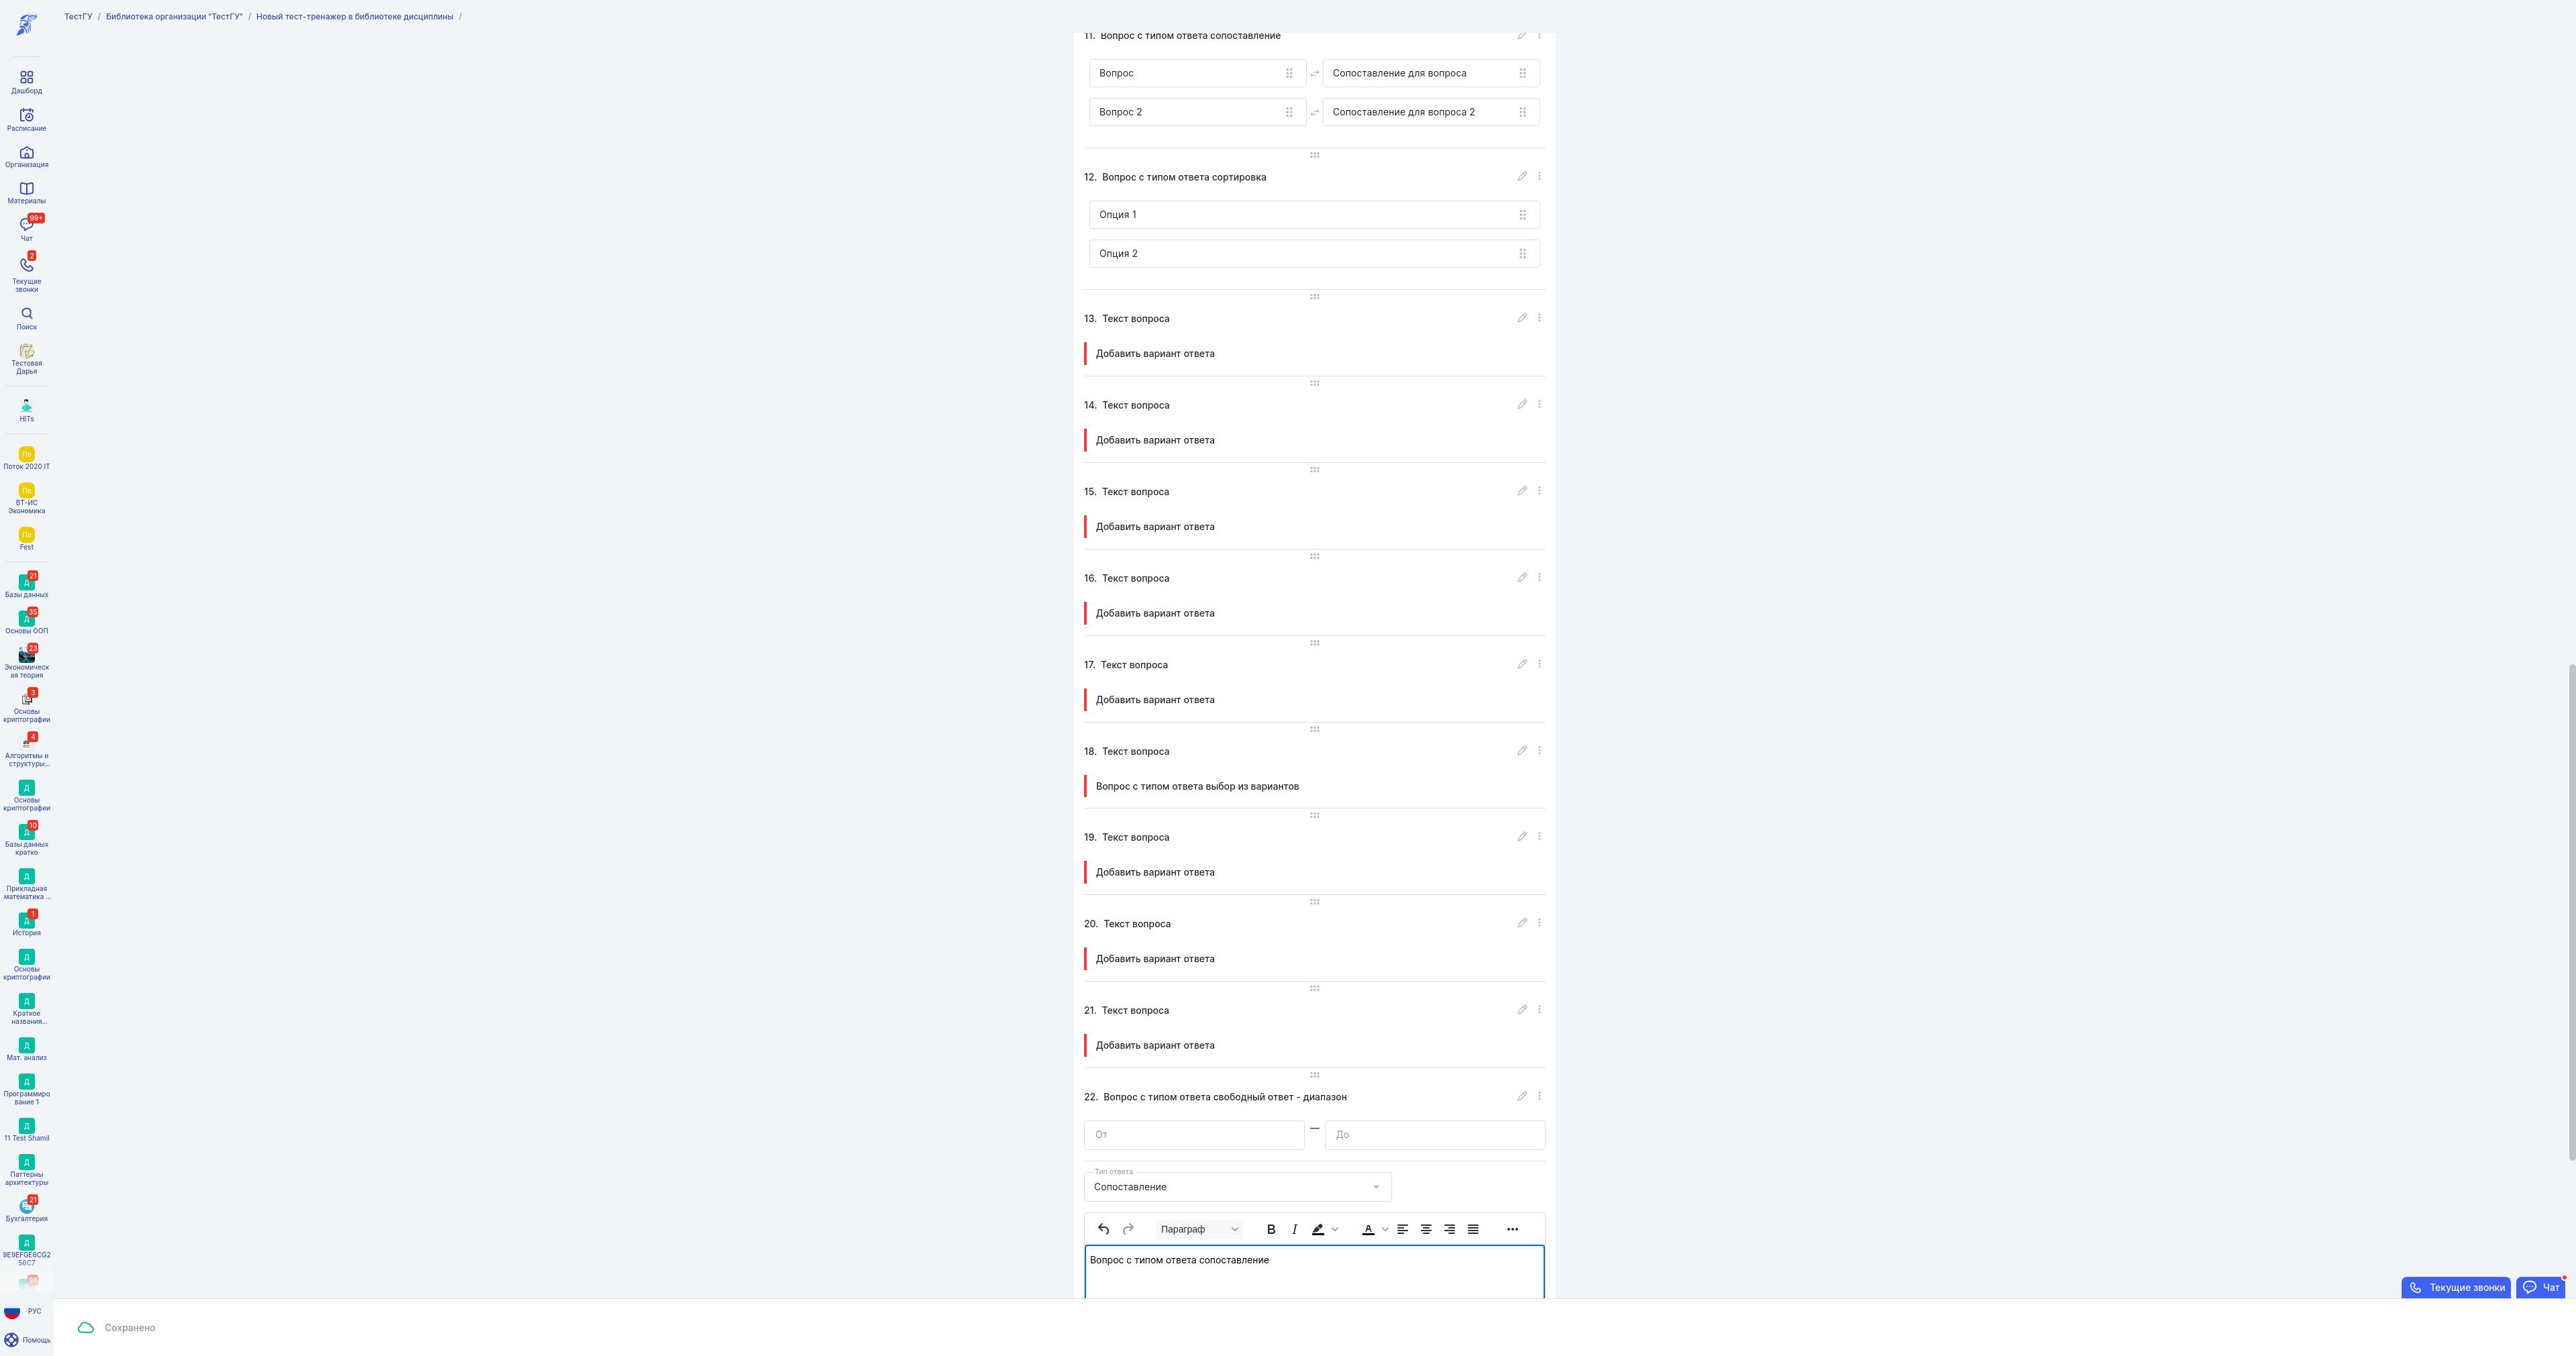 ТестГУ / Библиотека организации "ТестГУ" / Новый тест-тренажер в библиотеке дисциплины /
Дашборд
Расписание
Организация
Материалы
99+
Чат
2
Текущие
звонки
Поиск
Тестовая
Дарья
HITs
По
Поток 2020 IT
По
ВТ-ИС
Экономика
По
Fest
21
Д
Базы данных
35
Д
Основы ООП
23
Экономическ
ая теория
3
Основы
криптографии
4
Алгоритмы и
структуры...
Д
Основы
криптографии
10
Д
Базы данных
кратко
Д
Прикладная
математика ...
1
Д
История
Д
Основы
криптографии
Д
Краткое
названия...
Д
Мат. анализ
Д
Программиро
вание 1
Д
11 Test Shamil
Д
Паттерны
архитектуры
21
Бухгалтерия
Д
9E9EFGE6CG2
56C7
РУС
Помощь
11. Вопрос с типом ответа сопоставление
Вопрос
Сопоставление для вопроса
Вопрос 2
Сопоставление для вопроса 2
12. Вопрос с типом ответа сортировка
Опция 1
Опция 2
13. Текст вопроса
Добавить вариант ответа
14. Текст вопроса
Добавить вариант ответа
15. Текст вопроса
Добавить вариант ответа
16. Текст вопроса
Добавить вариант ответа
17. Текст вопроса
Добавить вариант ответа
18. Текст вопроса
Вопрос с типом ответа выбор из вариантов
19. Текст вопроса
Добавить вариант ответа
20. Текст вопроса
Добавить вариант ответа
21. Текст вопроса
Добавить вариант ответа
22. Вопрос с типом ответа свободный ответ - диапазон
От
—
До
Тип ответа
Сопоставление
Параграф
B I A
Вопрос с типом ответа сопоставление
Текущие звонки
Чат
Сохранено